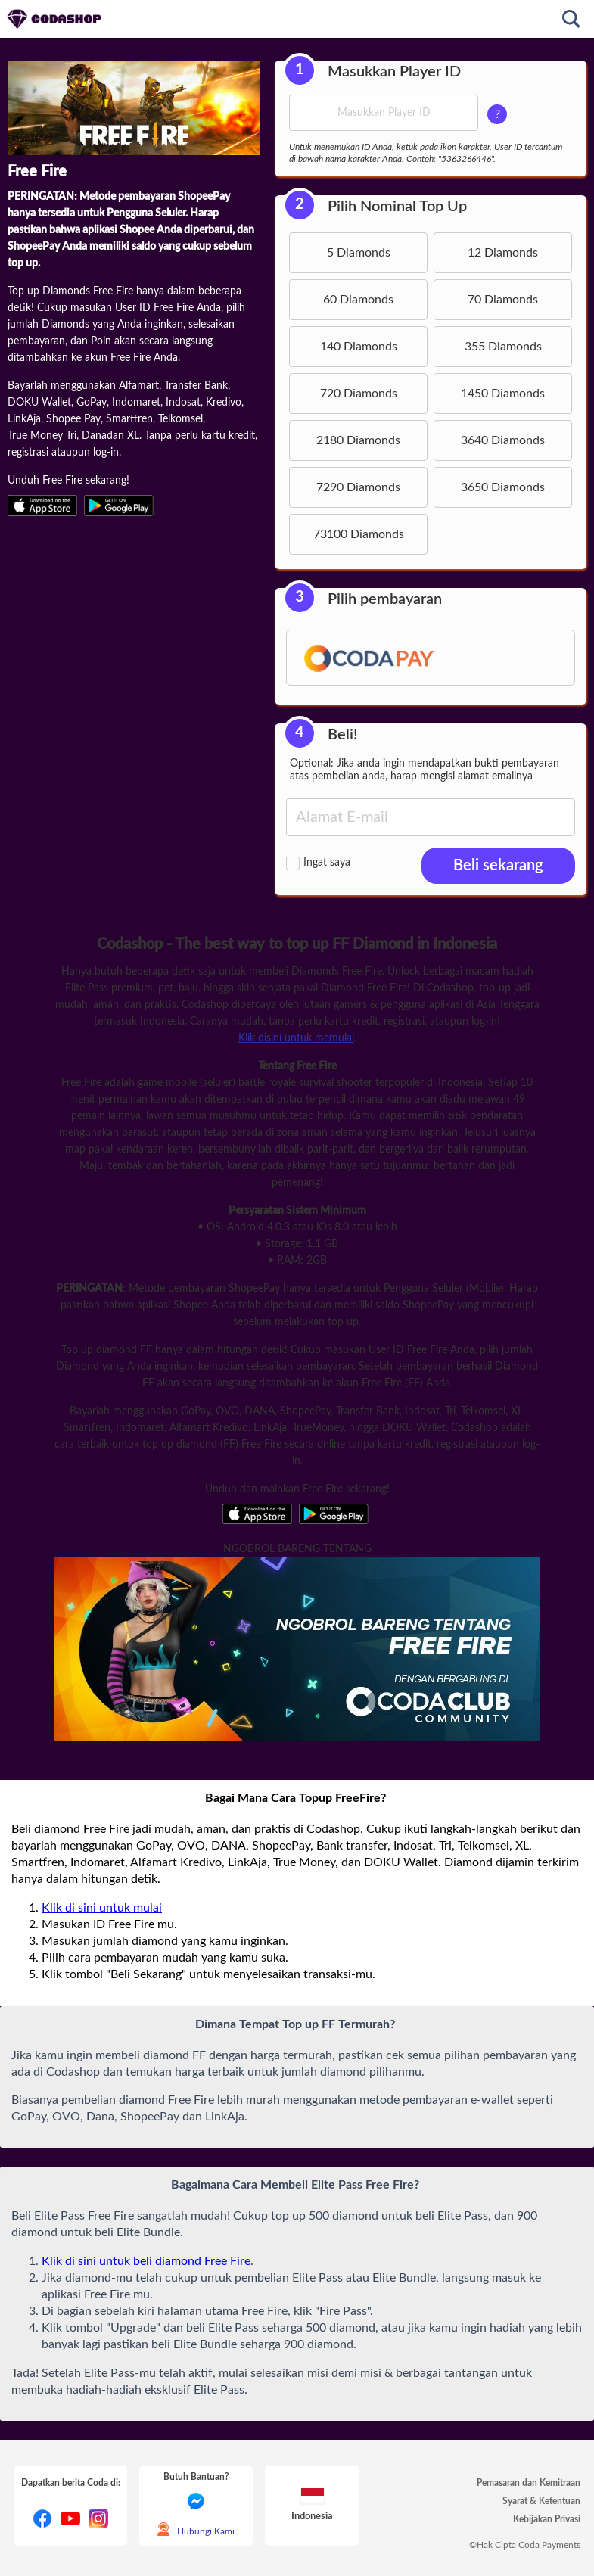 CODASHOP
FREE FIRE
Free Fire
PERINGATAN: Metode pembayaran ShopeePay
hanya tersedia untuk Pengguna Seluler. Harap
pastikan bahwa aplikasi Shopee Anda diperbarui, dan
ShopeePay Anda memiliki saldo yang cukup sebelum
top up.
Top up Diamonds Free Fire hanya dalam beberapa
detik! Cukup masukan User ID Free Fire Anda, pilih
jumlah Diamonds yang Anda inginkan, selesaikan
pembayaran, dan Poin akan secara langsung
ditambahkan ke akun Free Fire Anda.
Bayarlah menggunakan Alfamart, Transfer Bank,
DOKU Wallet, GoPay, Indomaret, Indosat, Kredivo,
LinkAja, Shopee Pay, Smartfren, Telkomsel,
True Money Tri, Danadan XL. Tanpa perlu kartu kredit,
registrasi ataupun log-in.
Unduh Free Fire sekarang!
Download on the App Store
GET IT ON Google Play
1
Masukkan Player ID
Masukkan Player ID
?
Untuk menemukan ID Anda, ketuk pada ikon karakter. User ID tercantum
di bawah nama karakter Anda. Contoh: "5363266446".
2
Pilih Nominal Top Up
5 Diamonds
12 Diamonds
60 Diamonds
70 Diamonds
140 Diamonds
355 Diamonds
720 Diamonds
1450 Diamonds
2180 Diamonds
3640 Diamonds
7290 Diamonds
3650 Diamonds
73100 Diamonds
3
Pilih pembayaran
CODAPAY
4
Beli!
Optional: Jika anda ingin mendapatkan bukti pembayaran
atas pembelian anda, harap mengisi alamat emailnya
Alamat E-mail
Ingat saya
Beli sekarang
Codashop - The best way to top up FF Diamond in Indonesia
Hanya butuh beberapa detik saja untuk membeli Diamonds Free Fire. Unlock berbagai macam hadiah
Elite Pass premium, pet, baju, hingga skin senjata pakai Diamond Free Fire! Di Codashop, top-up jadi
mudah, aman, dan praktis. Codashop dipercaya oleh jutaan gamers & pengguna aplikasi di Asia Tenggara
termasuk Indonesia. Caranya mudah, tanpa perlu kartu kredit, registrasi, ataupun log-in!
Klik disini untuk memulai.
Tentang Free Fire
Free Fire adalah game mobile (seluler) battle royale survival shooter terpopuler di Indonesia. Setiap 10
menit permainan kamu akan ditempatkan di pulau terpencil dimana kamu akan diadu melawan 49
pemain lainnya, lawan semua musuhmu untuk tetap hidup. Kamu dapat memilih titik pendaratan
mengunakan parasut, ataupun tetap berada di zona aman selama yang kamu inginkan. Telusuri luasnya
map pakai kendaraan keren, bersembunyilah dibalik parit-parit, dan bergerilya dari balik rerumputan.
Maju, tembak dan bertahanlah, karena pada akhirnya hanya satu tujuanmu: bertahan dan jadi
pemenang!
Persyaratan Sistem Minimum
• OS: Android 4.0.3 atau iOs 8.0 atau lebih
• Storage: 1.1 GB
• RAM: 2GB
PERINGATAN: Metode pembayaran ShopeePay hanya tersedia untuk Pengguna Seluler (Mobile). Harap
pastikan bahwa aplikasi Shopee Anda telah diperbarui dan memiliki saldo ShopeePay yang mencukupi
sebelum melakukan top up.
Top up diamond FF hanya dalam hitungan detik! Cukup masukan User ID Free Fire Anda, pilih jumlah
Diamond yang Anda inginkan, kemudian selesaikan pembayaran. Setelah pembayaran berhasil Diamond
FF akan secara langsung ditambahkan ke akun Free Fire (FF) Anda.
Bayarlah menggunakan GoPay, OVO, DANA, ShopeePay, Transfer Bank, Indosat, Tri, Telkomsel, XL,
Smartfren, Indomaret, Alfamart Kredivo, LinkAja, TrueMoney, hingga DOKU Wallet. Codashop adalah
cara terbaik untuk top up diamond (FF) Free Fire secara online tanpa kartu kredit, registrasi ataupun log-
in.
Unduh dan mainkan Free Fire sekarang!
Download on the App Store
GET IT ON Google Play
NGOBROL BARENG TENTANG
NGOBROL BARENG TENTANG
FREE FIRE
DENGAN BERGABUNG DI
CODACLUB
COMMUNITY
Bagai Mana Cara Topup FreeFire?
Beli diamond Free Fire jadi mudah, aman, dan praktis di Codashop. Cukup ikuti langkah-langkah berikut dan
bayarlah menggunakan GoPay, OVO, DANA, ShopeePay, Bank transfer, Indosat, Tri, Telkomsel, XL,
Smartfren, Indomaret, Alfamart Kredivo, LinkAja, True Money, dan DOKU Wallet. Diamond dijamin terkirim
hanya dalam hitungan detik.
1. Klik di sini untuk mulai
2. Masukan ID Free Fire mu.
3. Masukan jumlah diamond yang kamu inginkan.
4. Pilih cara pembayaran mudah yang kamu suka.
5. Klik tombol "Beli Sekarang" untuk menyelesaikan transaksi-mu.
Dimana Tempat Top up FF Termurah?
Jika kamu ingin membeli diamond FF dengan harga termurah, pastikan cek semua pilihan pembayaran yang
ada di Codashop dan temukan harga terbaik untuk jumlah diamond pilihanmu.
Biasanya pembelian diamond Free Fire lebih murah menggunakan metode pembayaran e-wallet seperti
GoPay, OVO, Dana, ShopeePay dan LinkAja.
Bagaimana Cara Membeli Elite Pass Free Fire?
Beli Elite Pass Free Fire sangatlah mudah! Cukup top up 500 diamond untuk beli Elite Pass, dan 900
diamond untuk beli Elite Bundle.
1. Klik di sini untuk beli diamond Free Fire.
2. Jika diamond-mu telah cukup untuk pembelian Elite Pass atau Elite Bundle, langsung masuk ke
aplikasi Free Fire mu.
3. Di bagian sebelah kiri halaman utama Free Fire, klik "Fire Pass".
4. Klik tombol "Upgrade" dan beli Elite Pass seharga 500 diamond, atau jika kamu ingin hadiah yang lebih
banyak lagi pastikan beli Elite Bundle seharga 900 diamond.
Tada! Setelah Elite Pass-mu telah aktif, mulai selesaikan misi demi misi & berbagai tantangan untuk
membuka hadiah-hadiah eksklusif Elite Pass.
Dapatkan berita Coda di:
Butuh Bantuan?
Hubungi Kami
Indonesia
Pemasaran dan Kemitraan
Syarat & Ketentuan
Kebijakan Privasi
©Hak Cipta Coda Payments